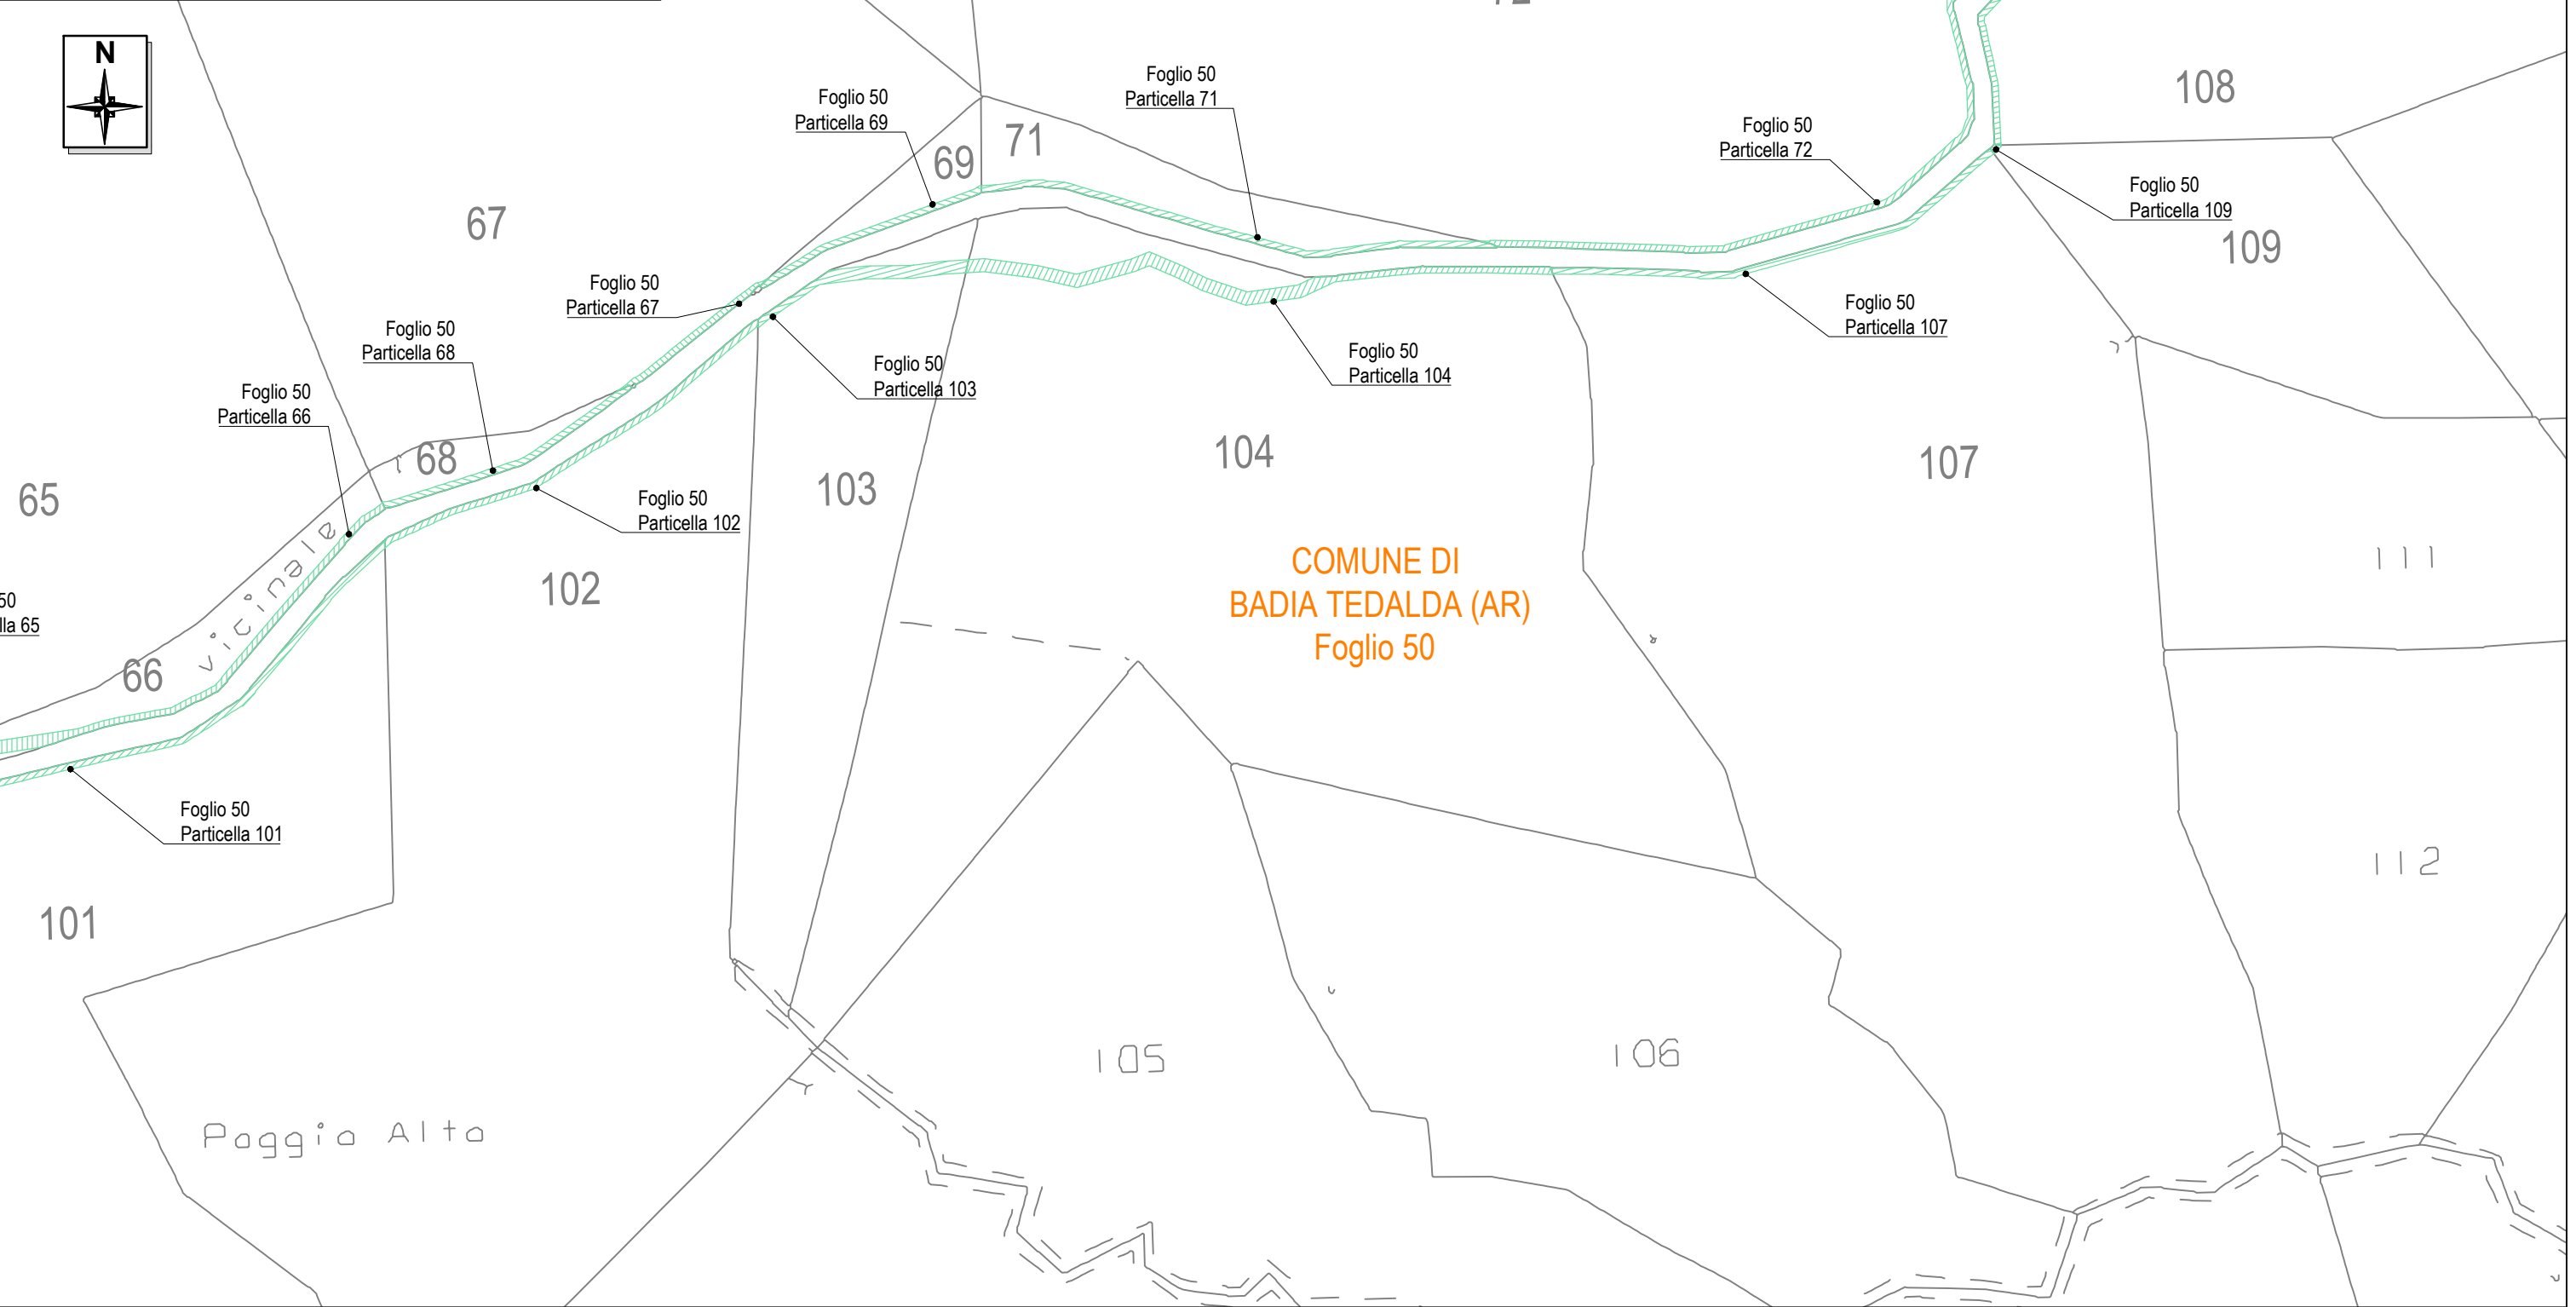 N
108
Foglio 50
Particella 71
Foglio 50
Particella 69
71
69
Foglio 50
Particella 72
Foglio 50
Particella 109
109
67
Foglio 50
Particella 67
Foglio 50
Particella 107
Foglio 50
Particella 68
Foglio 50
Particella 103
Foglio 50
Particella 104
Foglio 50
Particella 66
68
65
104
103
107
Foglio 50
Particella 102
vicinale
102
COMUNE DI
BADIA TEDALDA (AR)
Foglio 50
111
50
lla 65
66
Foglio 50
Particella 101
101
112
105
106
Poggio Alto